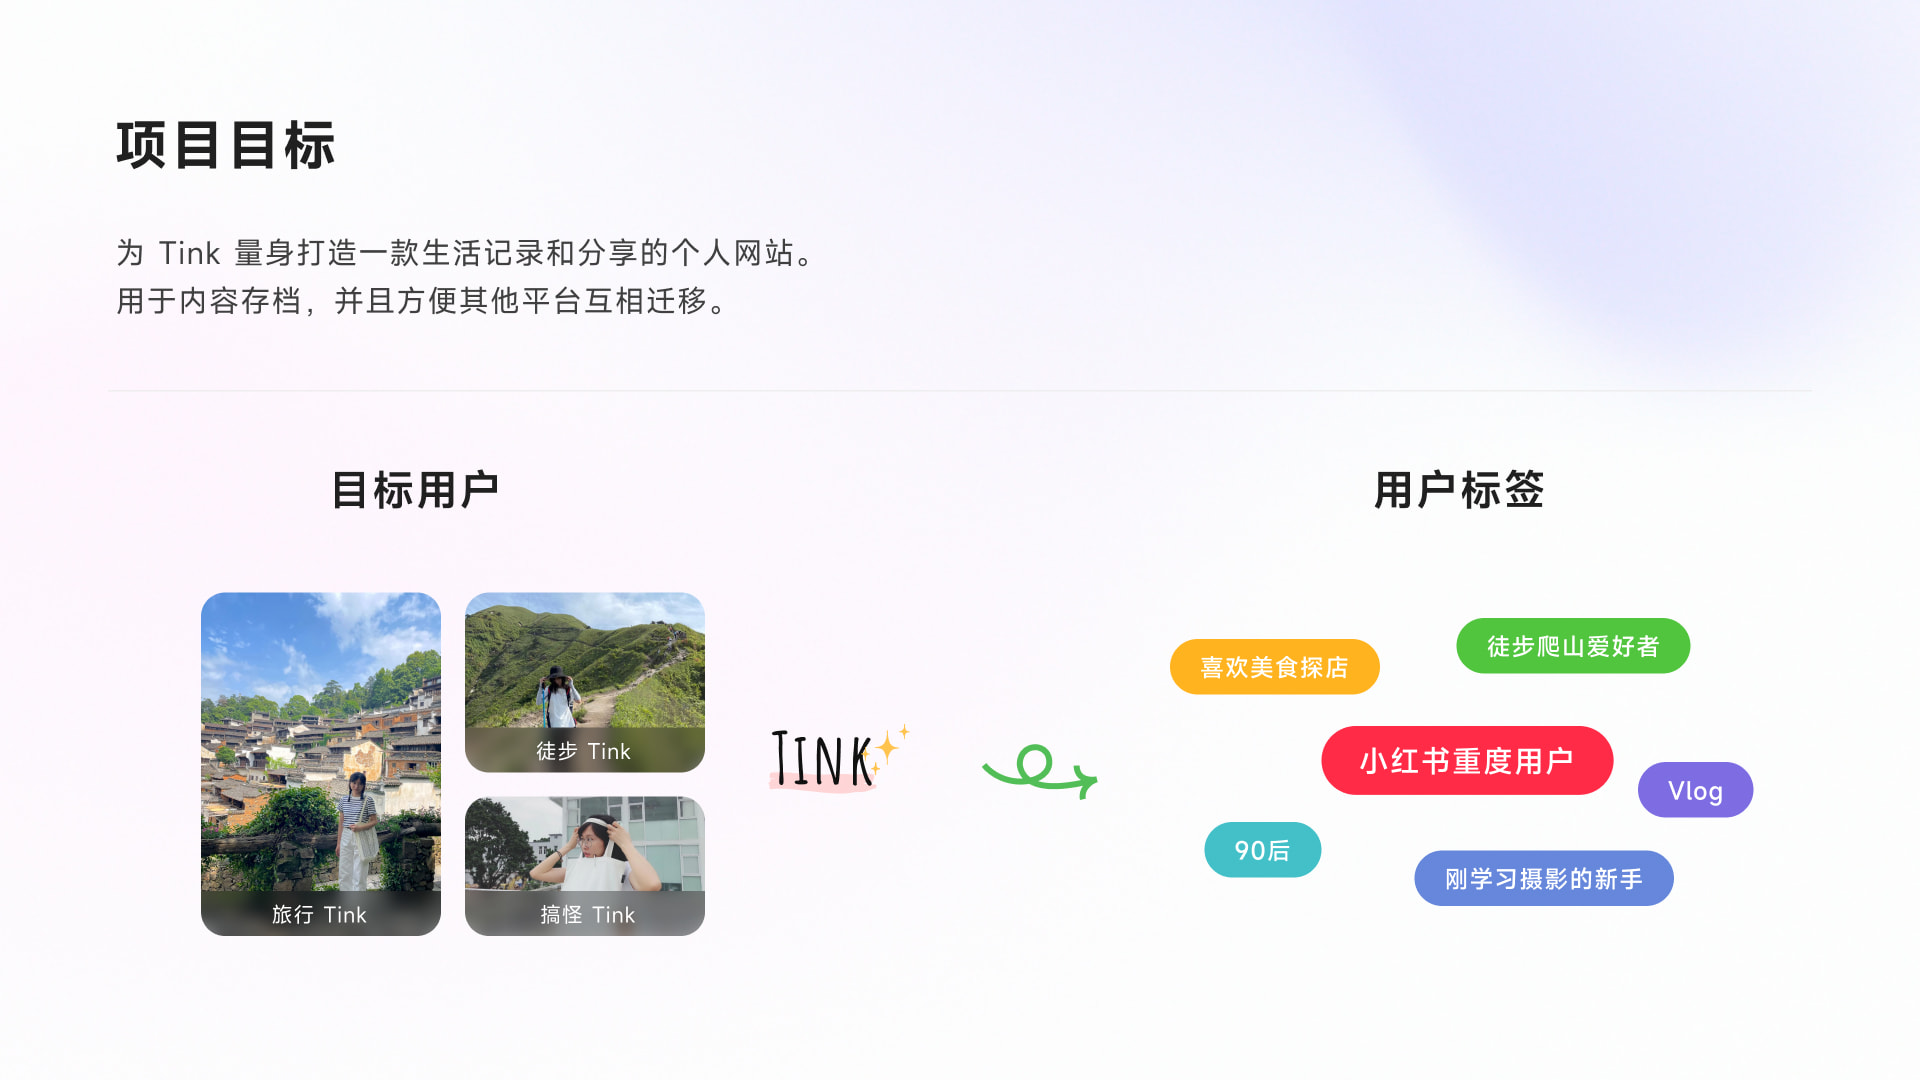 项目目标
为 Tink 量身打造一款生活记录和分享的个人网站。
用于内容存档，并且方便其他平台互相迁移。
目标用户
用户标签
旅行 Tink
徒步 Tink
搞怪 Tink
TINK
喜欢美食探店
徒步爬山爱好者
小红书重度用户
Vlog
90后
刚学习摄影的新手